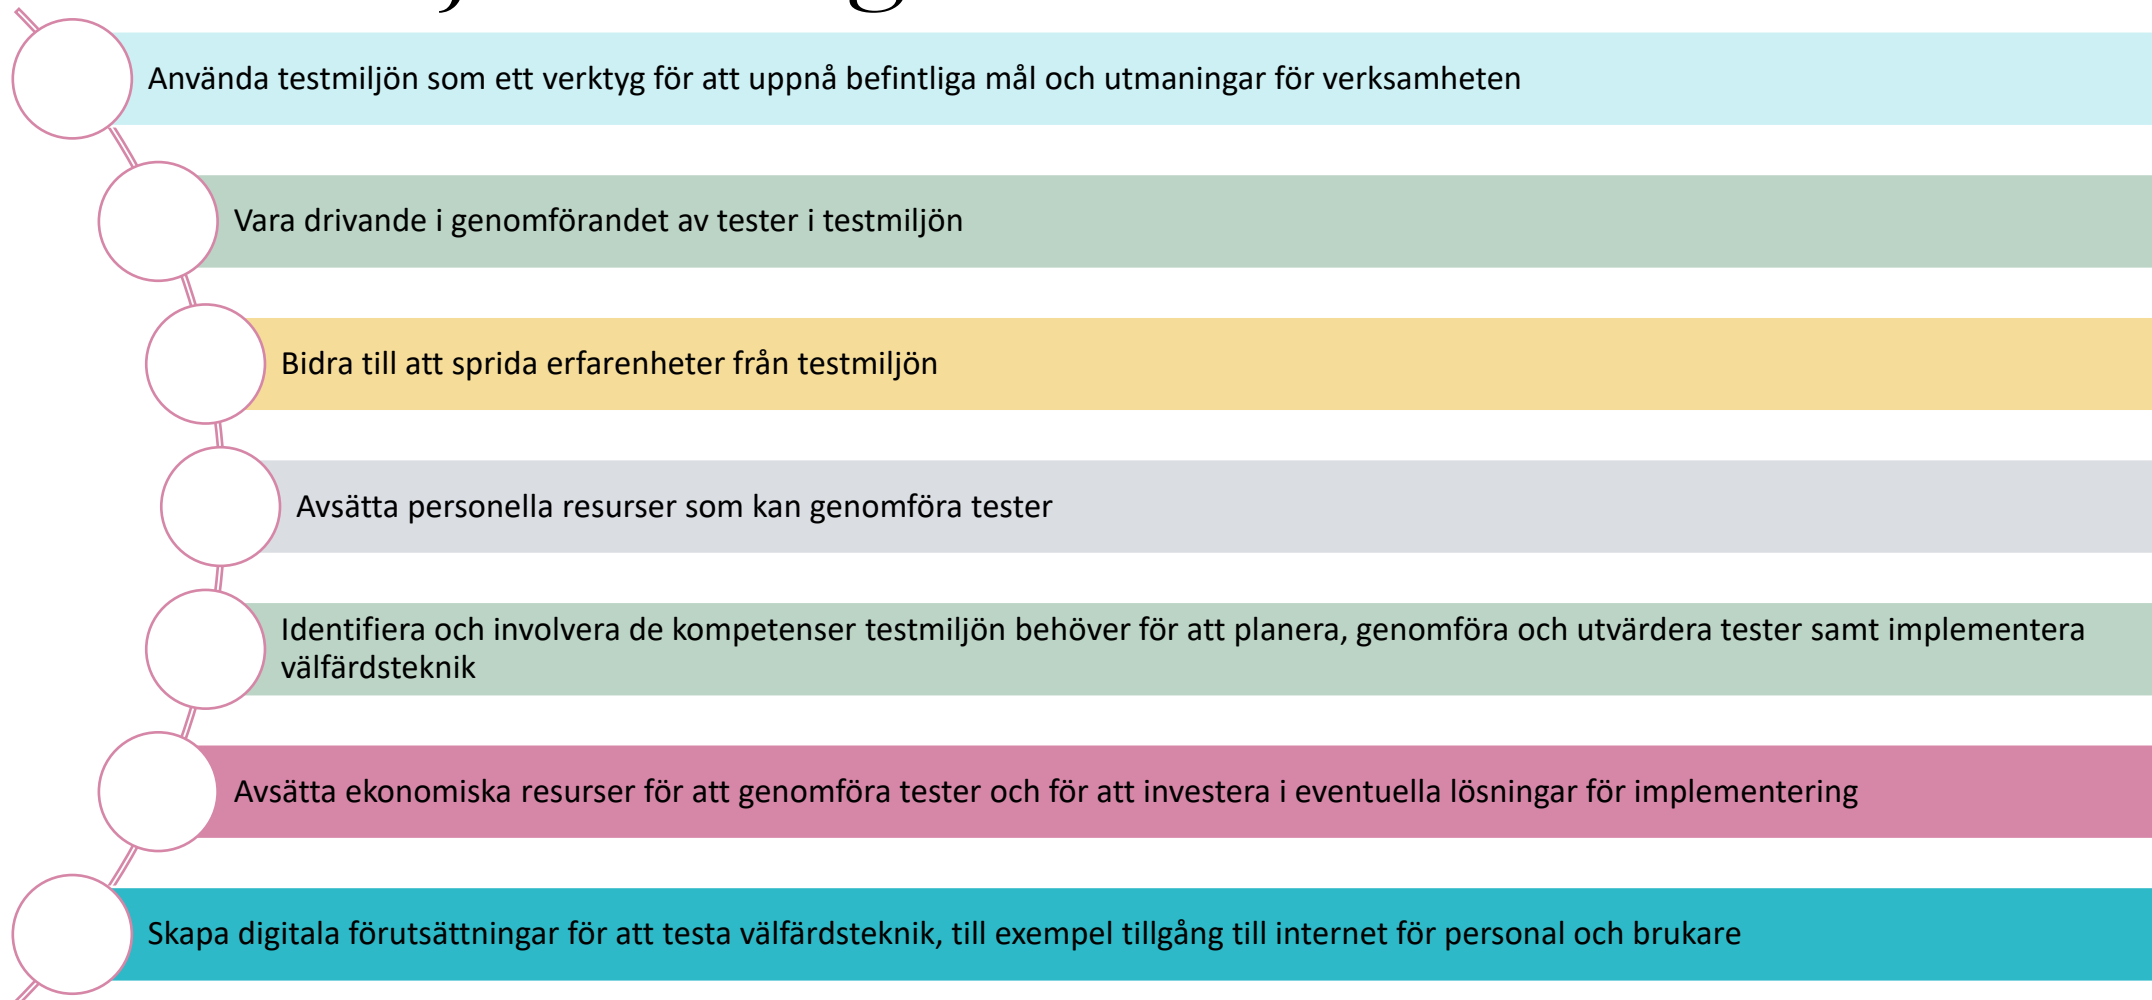 Använda testmiljön som ett verktyg för att uppnå befintliga mål och utmaningar för verksamheten
Vara drivande i genomförandet av tester i testmiljön
Bidra till att sprida erfarenheter från testmiljön
Avsätta personella resurser som kan genomföra tester
Identifiera och involvera de kompetenser testmiljön behöver för att planera, genomföra och utvärdera tester samt implementera
välfärdsteknik
Avsätta ekonomiska resurser för att genomföra tester och för att investera i eventuella lösningar för implementering
Skapa digitala förutsättningar för att testa välfärdsteknik, till exempel tillgång till internet för personal och brukare